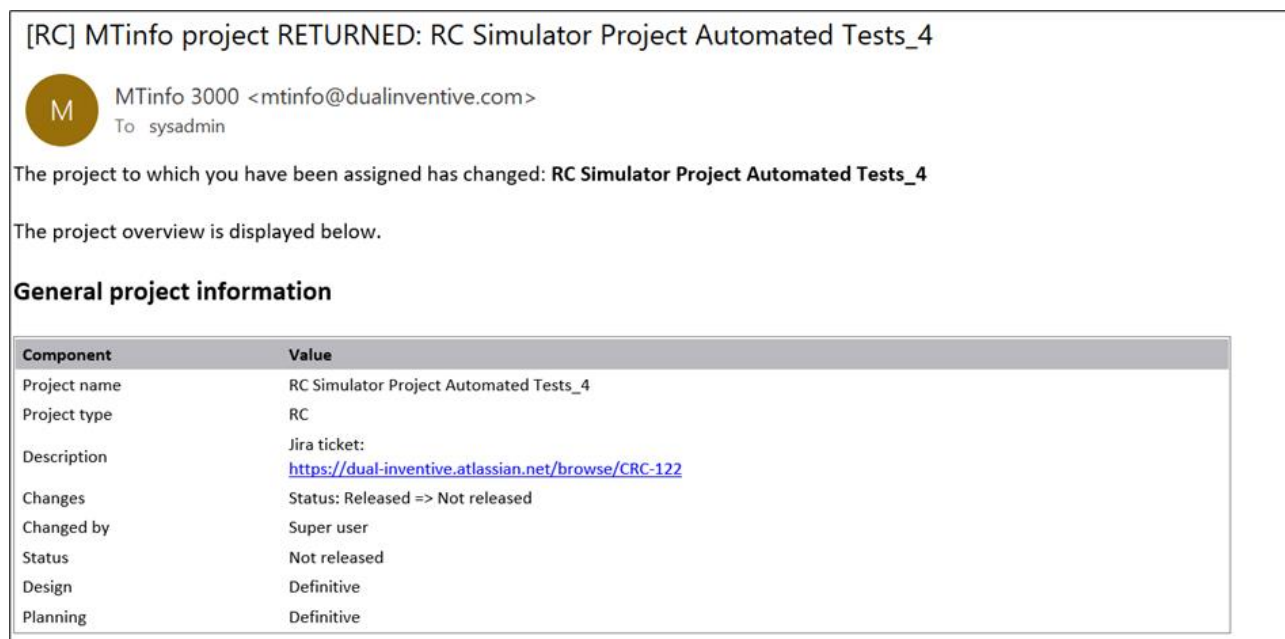 [RC] MTinfo project RETURNED: RC Simulator Project Automated Tests_4
M
MTinfo 3000 <mtinfo@dualinventive.com>
To sysadmin
The project to which you have been assigned has changed: RC Simulator Project Automated Tests_4
The project overview is displayed below.
General project information
Component Value
Project name RC Simulator Project Automated Tests_4
Project type RC
Description Jira ticket:
https://dual-inventive.atlassian.net/browse/CRC-122
Changes Status: Released => Not released
Changed by Super user
Status Not released
Design Definitive
Planning Definitive